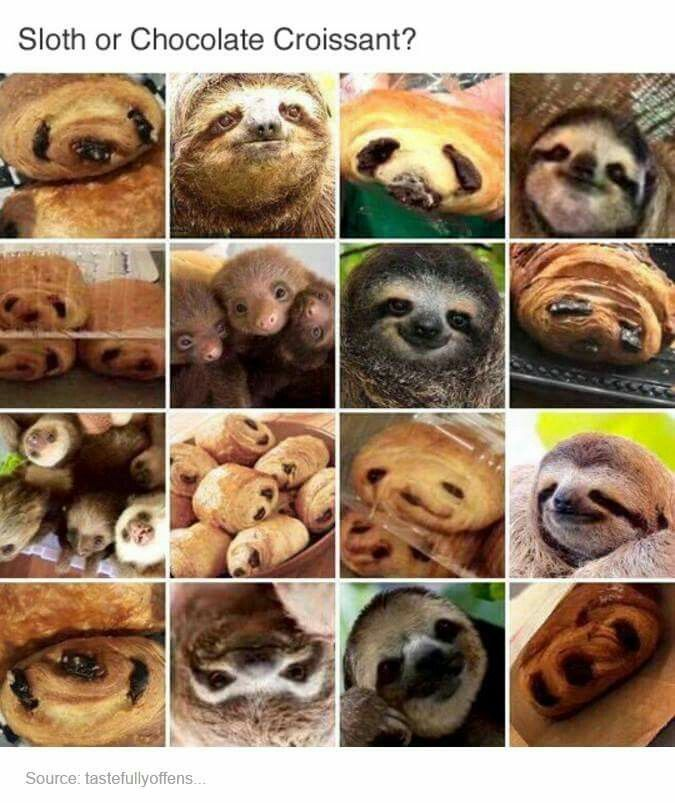 Sloth or Chocolate Croissant?
Source: tastefullyoffens...